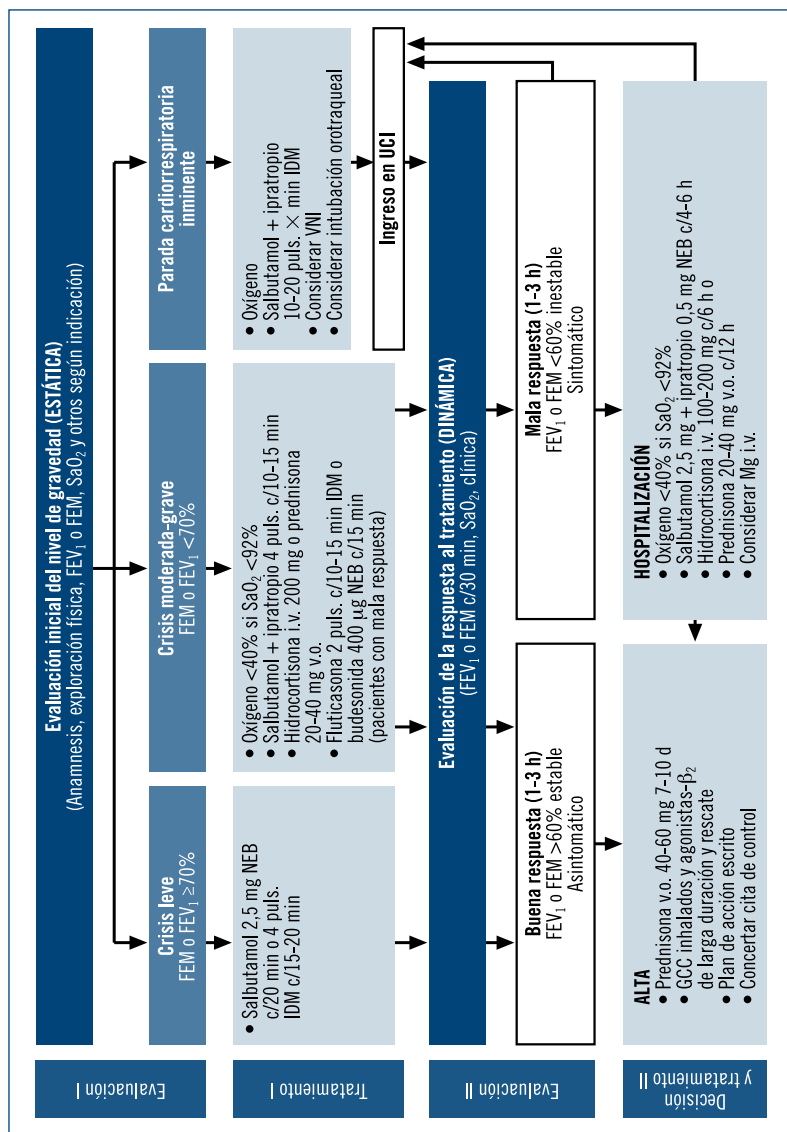 Evaluación I
Evaluación inicial del nivel de gravedad (ESTÁTICA)
(Anamnesis, exploración física, FEV₁ o FEM, SaO₂ y otros según indicación)
Crisis leve
FEM o FEV₁ ≥70%
Crisis moderada-grave
FEM o FEV₁ <70%
Parada cardiorrespiratoria
inminente
Tratamiento I
• Salbutamol 2,5 mg NEB
c/20 min o 4 puls.
IDM c/15-20 min
• Oxígeno <40% si SaO₂ <92%
• Salbutamol + ipratropio 4 puls. c/10-15 min
• Hidrocortisona i.v. 200 mg o prednisona
20-40 mg v.o.
• Fluticasona 2 puls. c/10-15 min IDM o
budesonida 400 μg NEB c/15 min
(pacientes con mala respuesta)
• Oxígeno
• Salbutamol + ipratropio
10-20 puls. × min IDM
• Considerar VNI
• Considerar intubación orotraqueal
Ingreso en UCI
Evaluación II
Evaluación de la respuesta al tratamiento (DINÁMICA)
(FEV₁ o FEM c/30 min, SaO₂, clínica)
Buena respuesta (1-3 h)
FEV₁ o FEM >60% estable
Asintomático
Mala respuesta (1-3 h)
FEV₁ o FEM <60% inestable
Sintomático
Decisión
y tratamiento II
ALTA
• Prednisona v.o. 40-60 mg 7-10 d
• GCC inhalados y agonistas-β₂
de larga duración y rescate
• Plan de acción escrito
• Concertar cita de control
HOSPITALIZACIÓN
• Oxígeno <40% si SaO₂ <92%
• Salbutamol 2,5 mg + ipratropio 0,5 mg NEB c/4-6 h
• Hidrocortisona i.v. 100-200 mg c/6 h o
• Prednisona 20-40 mg v.o. c/12 h
• Considerar Mg i.v.